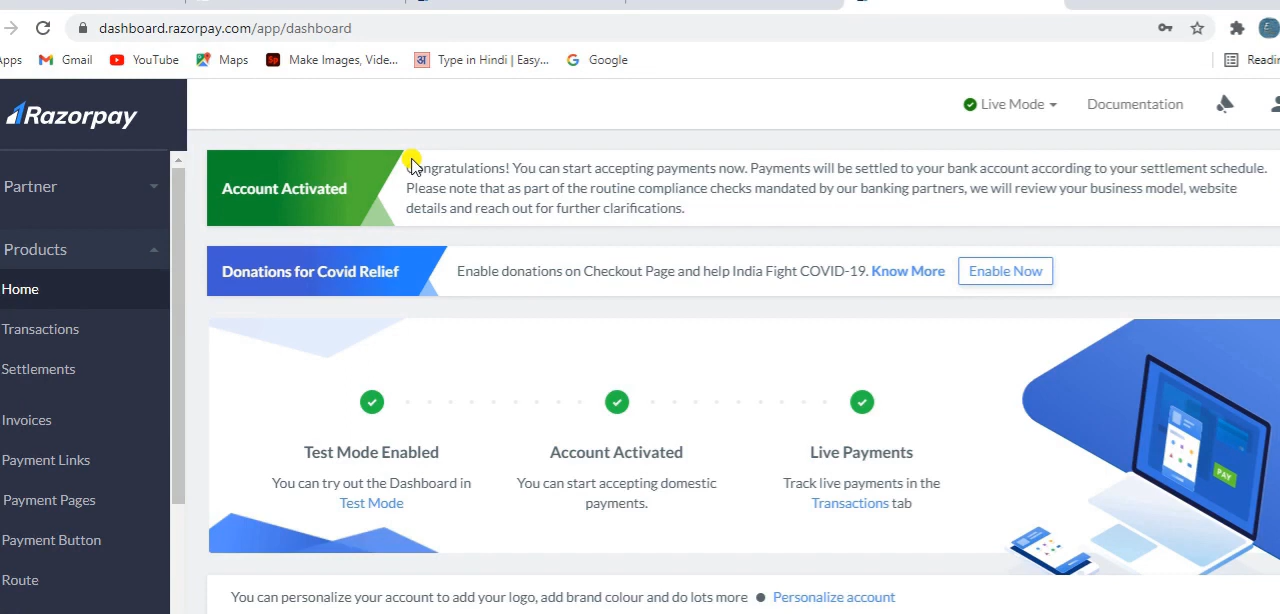 dashboard.razorpay.com/app/dashboard
Gmail
YouTube
Maps
Make Images, Vide...
Type in Hindi | Easy...
Google
Razorpay
Live Mode
Documentation
Partner
Products
Home
Transactions
Settlements
Invoices
Payment Links
Payment Pages
Payment Button
Route
Account Activated
You can start accepting payments now. Payments will be settled to your bank account according to your settlement schedule.
Please note that as part of the routine compliance checks mandated by our banking partners, we will review your business model, website
details and reach out for further clarifications.
Donations for Covid Relief
Enable donations on Checkout Page and help India Fight COVID-19. Know More
Enable Now
Test Mode Enabled
You can try out the Dashboard in
Test Mode
Account Activated
You can start accepting domestic
payments.
Live Payments
Track live payments in the
Transactions tab
PAY
You can personalize your account to add your logo, add brand colour and do lots more
Personalize account